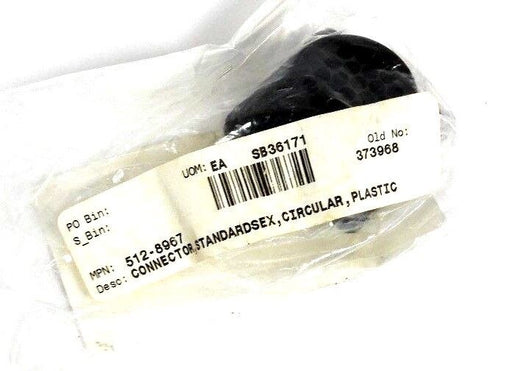 PO Bin: UOM: EA SB36171 Old No:
S_Bin: 373968
MPN: 512-8967
Desc: CONNECTOR,STANDARDSEX,CIRCULAR,PLASTIC